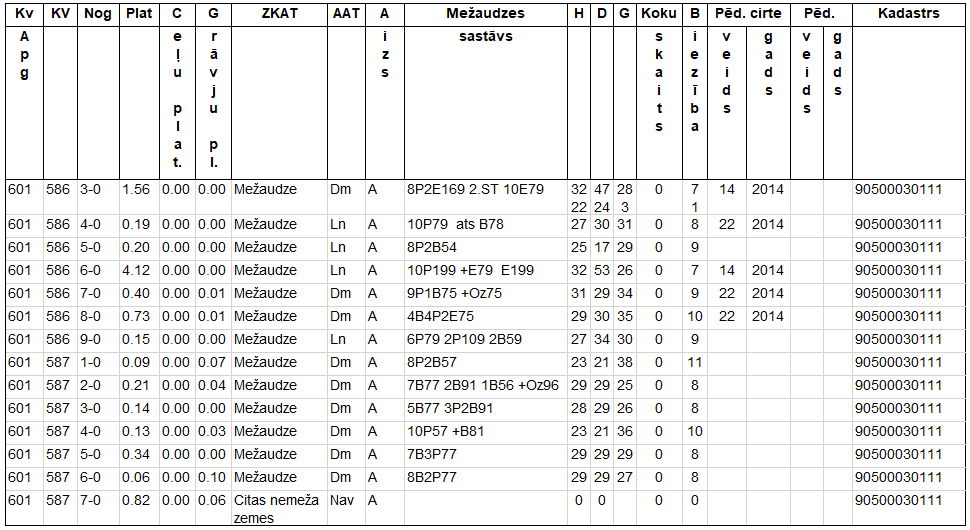 Kv KV Nog Plat C G ZKAT AAT A Mežaudzes H D G Koku B Pēd. cirte Pēd. Kadastrs
Apg eļu plat. rāvju pl. izs sastāvs skaits iezība veids gads veids gads
601 586 3-0 1.56 0.00 0.00 Mežaudze Dm A 8P2E169 2.ST 10E79 32 47 28 0 7 14 2014 90500030111
22 24 3 1
601 586 4-0 0.19 0.00 0.00 Mežaudze Ln A 10P79 ats B78 27 30 31 0 8 22 2014 90500030111
601 586 5-0 0.20 0.00 0.00 Mežaudze Ln A 8P2B54 25 17 29 0 9 90500030111
601 586 6-0 4.12 0.00 0.00 Mežaudze Ln A 10P199 +E79 E199 32 53 26 0 7 14 2014 90500030111
601 586 7-0 0.40 0.00 0.01 Mežaudze Dm A 9P1B75 +Oz75 31 29 34 0 9 22 2014 90500030111
601 586 8-0 0.73 0.00 0.01 Mežaudze Dm A 4B4P2E75 29 30 35 0 10 22 2014 90500030111
601 586 9-0 0.15 0.00 0.00 Mežaudze Ln A 6P79 2P109 2B59 27 34 30 0 9 90500030111
601 587 1-0 0.09 0.00 0.07 Mežaudze Dm A 8P2B57 23 21 38 0 11 90500030111
601 587 2-0 0.21 0.00 0.04 Mežaudze Dm A 7B77 2B91 1B56 +Oz96 29 29 25 0 8 90500030111
601 587 3-0 0.14 0.00 0.00 Mežaudze Dm A 5B77 3P2B91 28 29 26 0 8 90500030111
601 587 4-0 0.13 0.00 0.03 Mežaudze Dm A 10P57 +B81 23 21 36 0 10 90500030111
601 587 5-0 0.34 0.00 0.00 Mežaudze Dm A 7B3P77 29 29 29 0 8 90500030111
601 587 6-0 0.06 0.00 0.10 Mežaudze Dm A 8B2P77 29 29 27 0 8 90500030111
601 587 7-0 0.82 0.00 0.06 Citas nemeža Nav A 0 0 0 0 90500030111
zemes